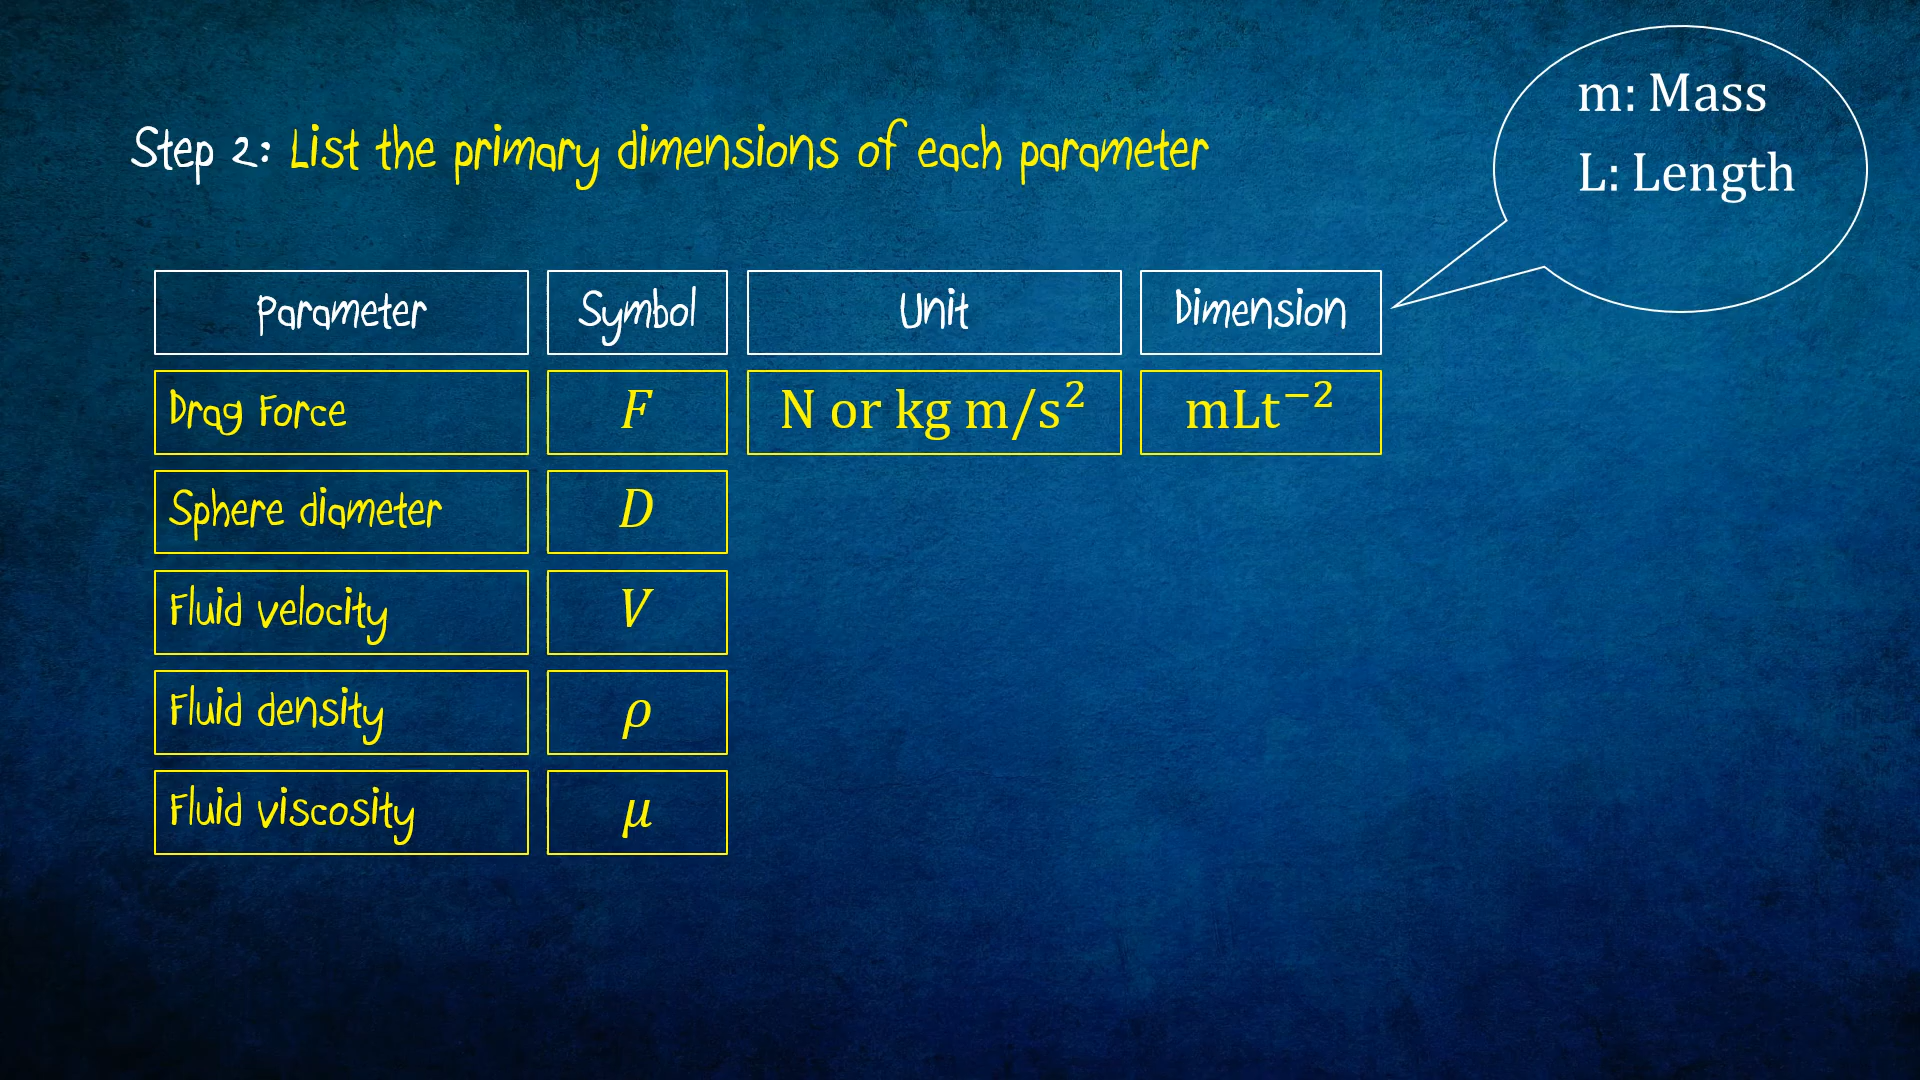 m: Mass
L: Length
Step 2: List the primary dimensions of each parameter
Parameter Symbol Unit Dimension
Drag Force F N or kg m/s² mLt⁻²
Sphere diameter D
Fluid velocity V
Fluid density ρ
Fluid viscosity μ